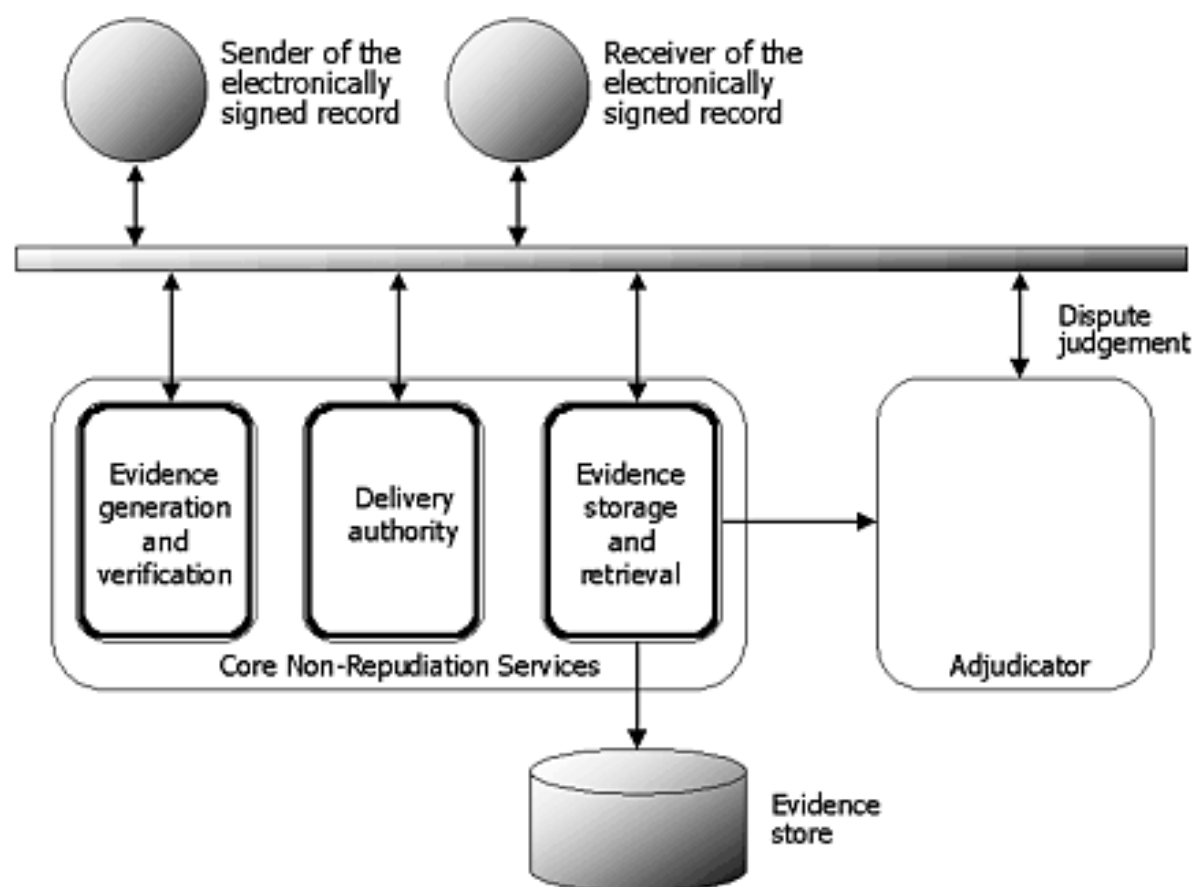 Sender of the
electronically
signed record
Receiver of the
electronically
signed record
Dispute
judgement
Evidence
generation
and
verification
Delivery
authority
Evidence
storage
and
retrieval
Core Non-Repudiation Services
Adjudicator
Evidence
store